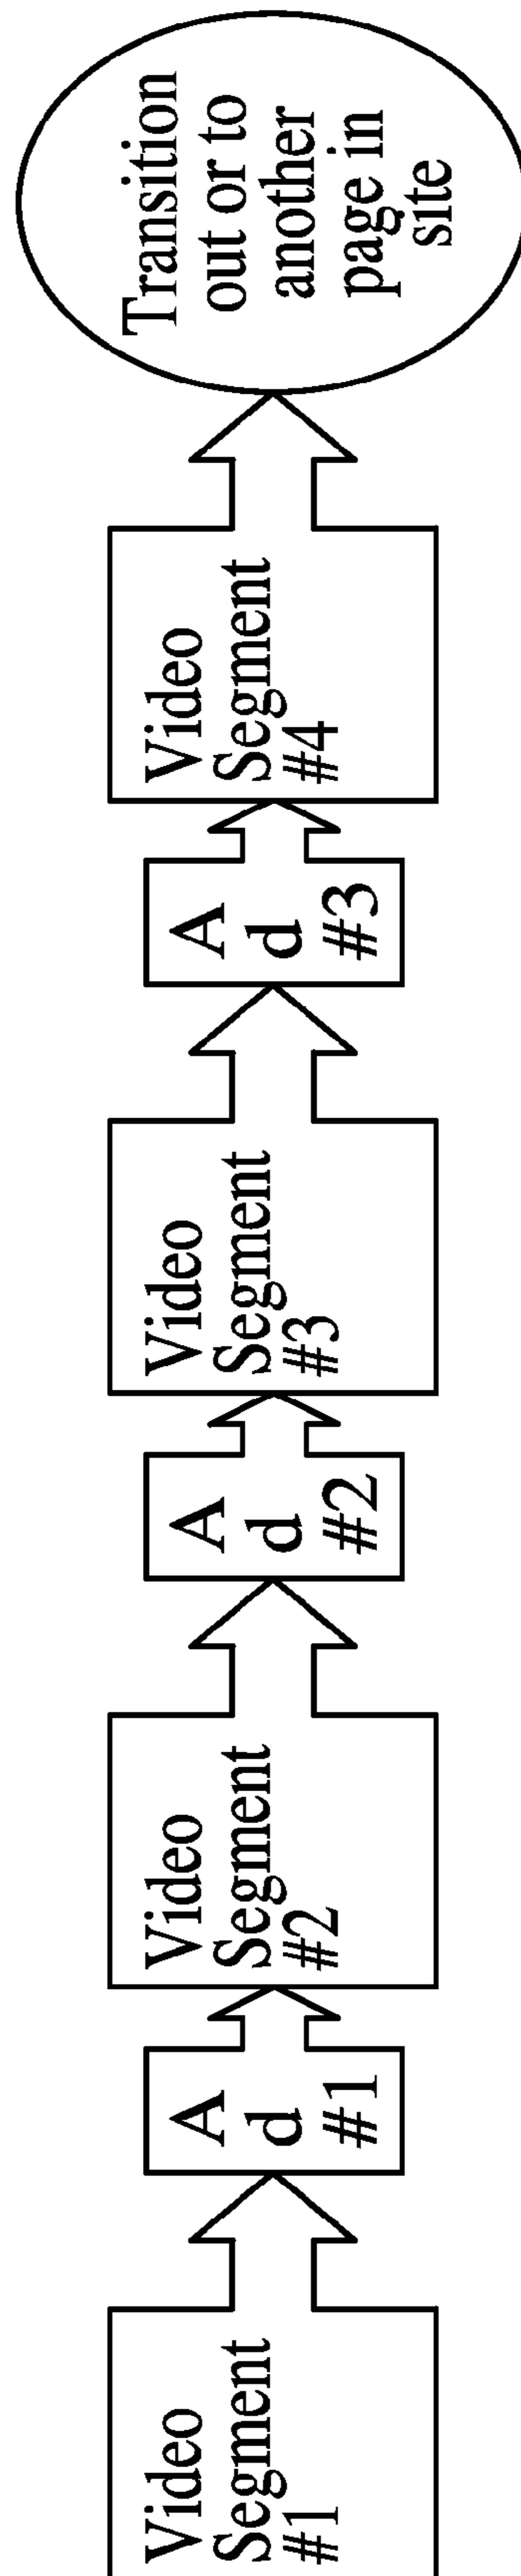 Video
Segment
#1
A
d
#1
Video
Segment
#2
A
d
#2
Video
Segment
#3
A
d
#3
Video
Segment
#4
Transition
out or to
another
page in
site